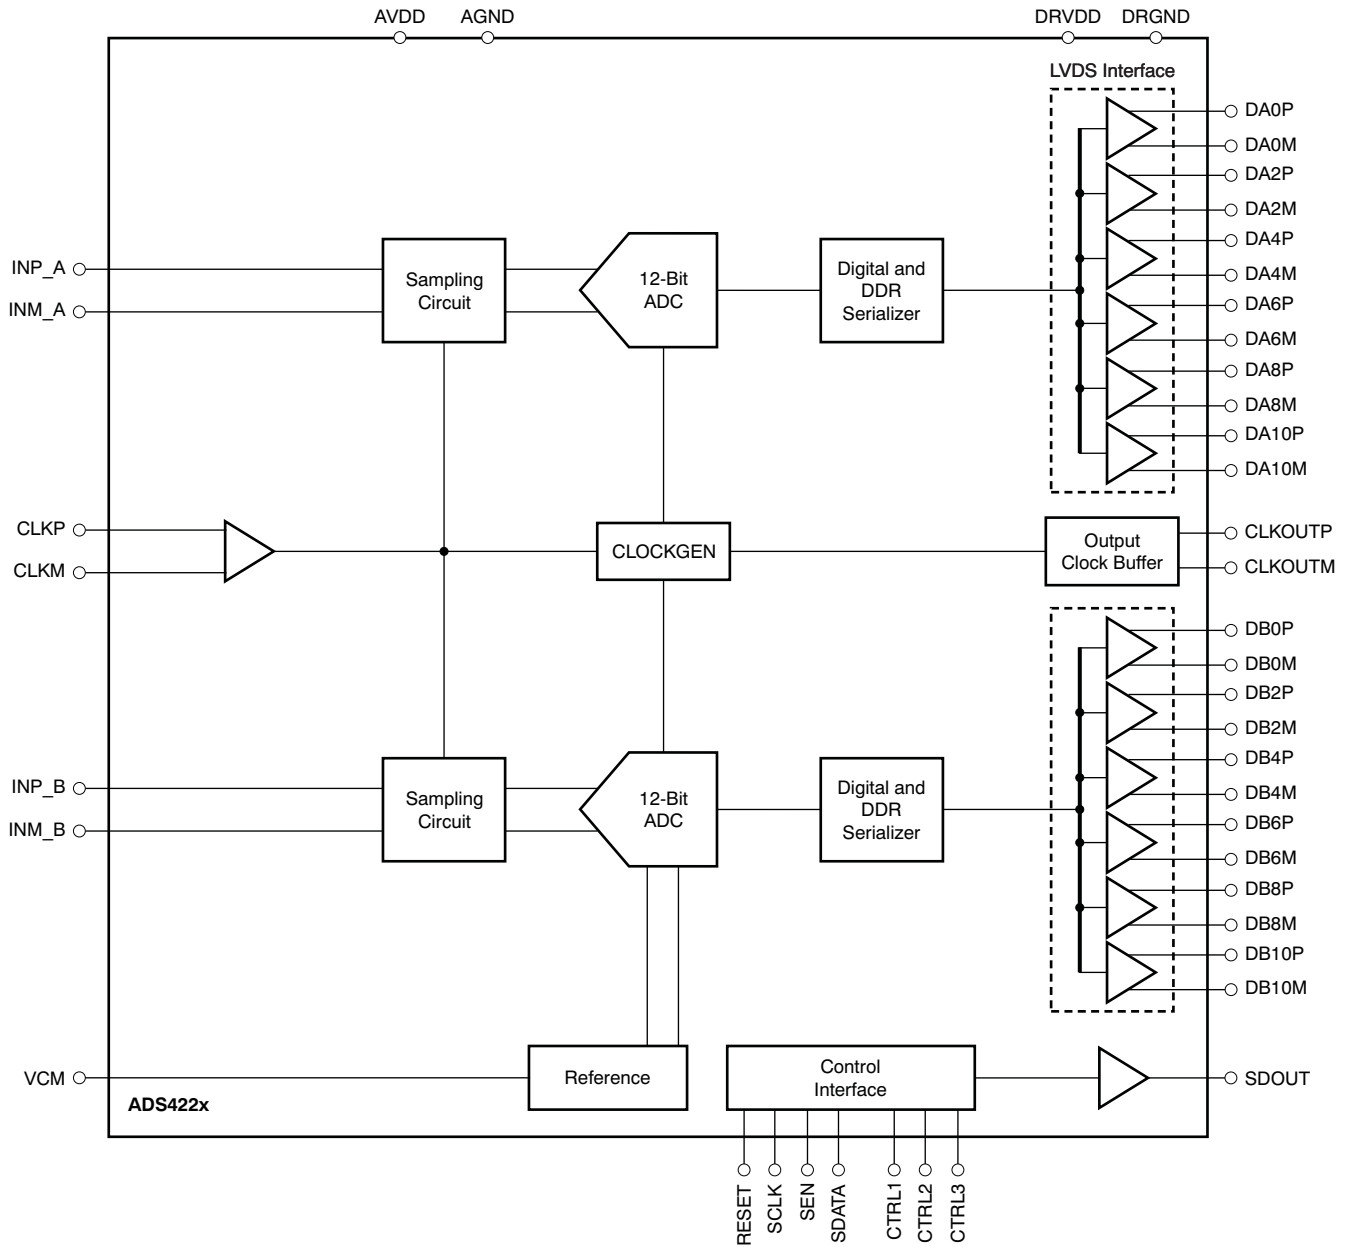 AVDD
AGND
DRVDD
DRGND
LVDS Interface
DA0P
DA0M
DA2P
DA2M
DA4P
DA4M
DA6P
DA6M
DA8P
DA8M
DA10P
DA10M
INP_A
INM_A
Sampling
Circuit
12-Bit
ADC
Digital and
DDR
Serializer
CLKP
CLKM
CLOCKGEN
Output
Clock Buffer
CLKOUTP
CLKOUTM
DB0P
DB0M
DB2P
DB2M
DB4P
DB4M
DB6P
DB6M
DB8P
DB8M
DB10P
DB10M
INP_B
INM_B
Sampling
Circuit
12-Bit
ADC
Digital and
DDR
Serializer
VCM
Reference
Control
Interface
SDOUT
ADS422x
RESET
SCLK
SEN
SDATA
CTRL1
CTRL2
CTRL3